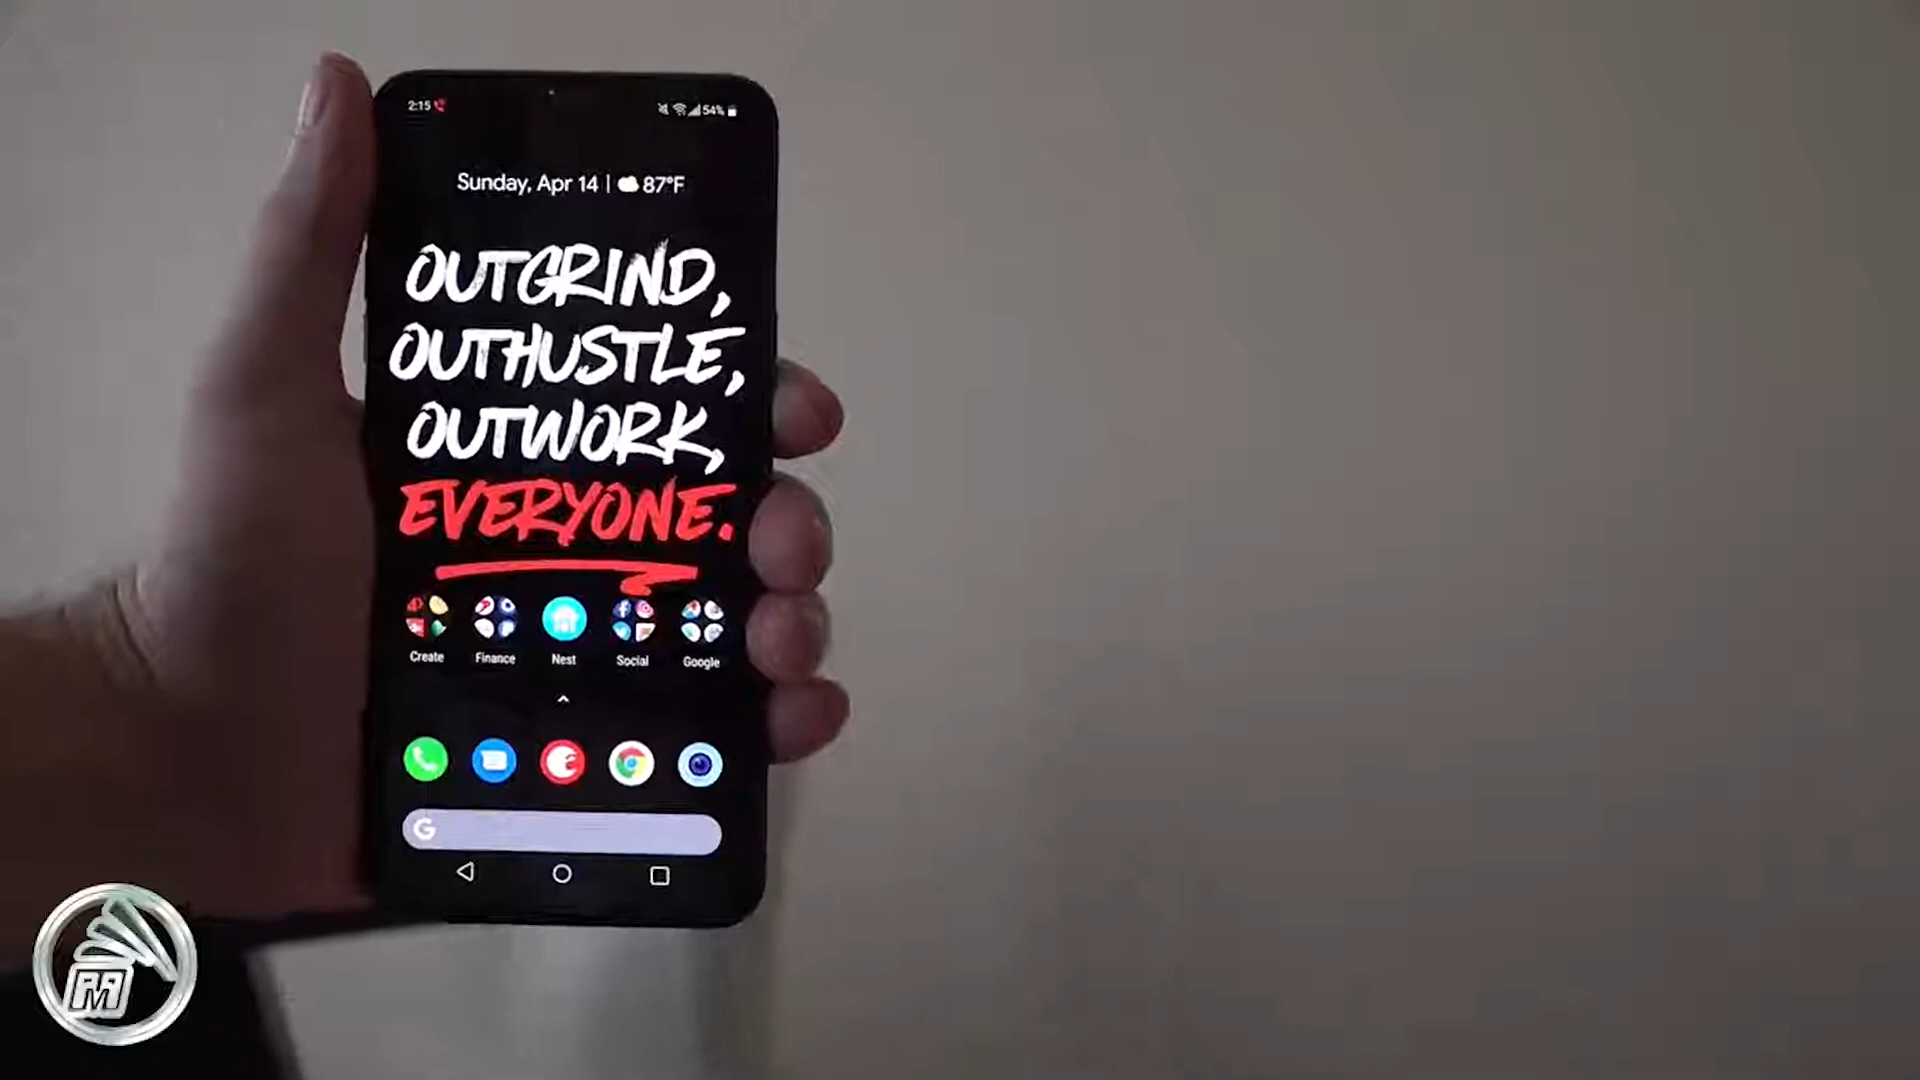 2:15 54%
Sunday, Apr 14 | 87°F
OUTGRIND,
OUTHUSTLE,
OUTWORK,
EVERYONE.
Create Finance Nest Social Google
G